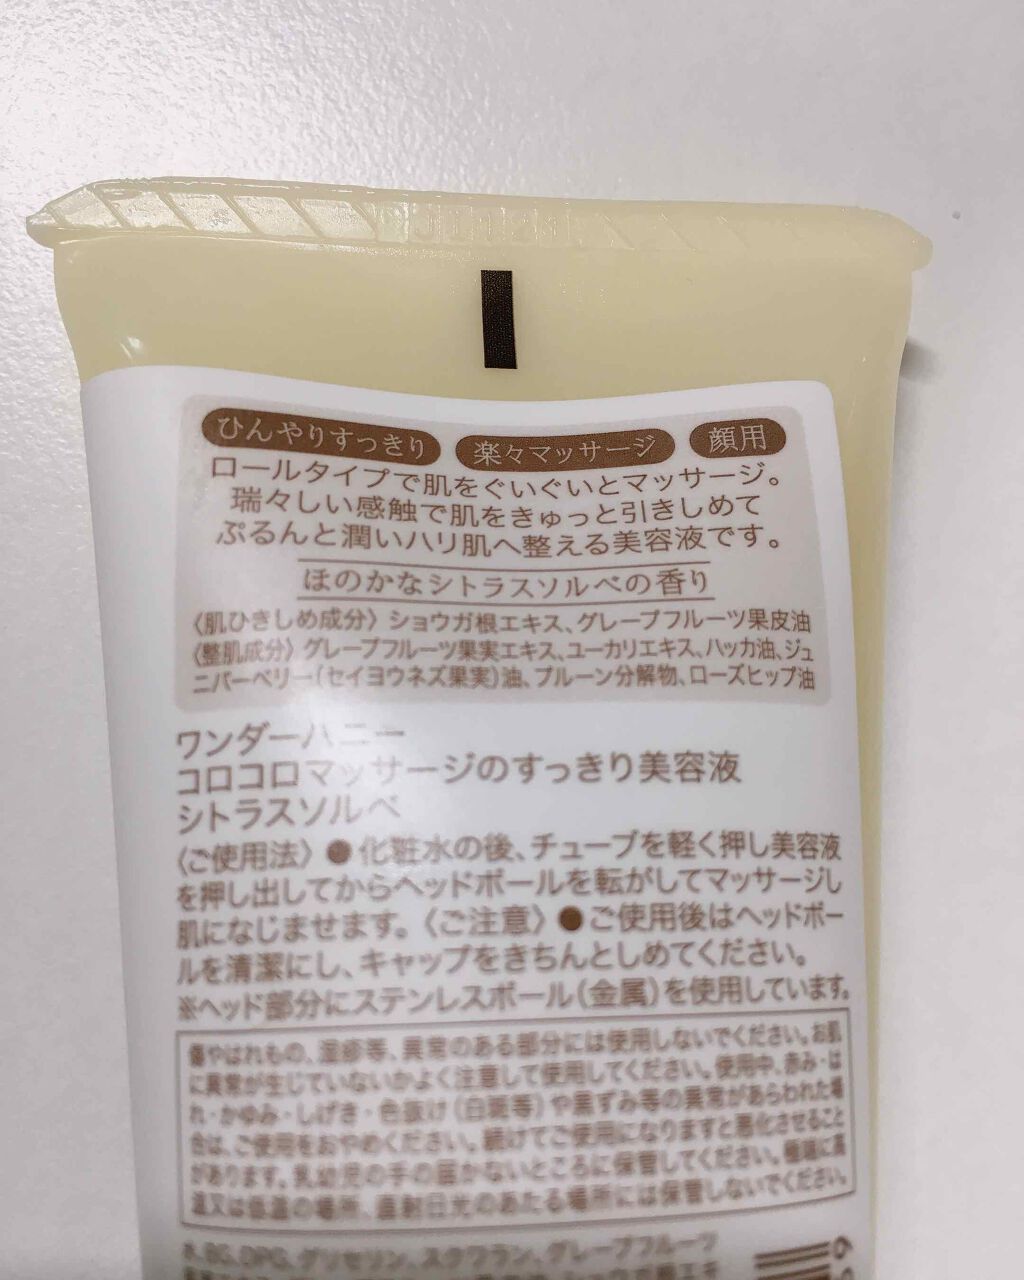 ひんやりすっきり 楽々マッサージ 顔用
ロールタイプで肌をぐいぐいとマッサージ。
瑞々しい感触で肌をきゅっと引きしめて
ぷるんと潤いハリ肌へ整える美容液です。
ほのかなシトラスソルベの香り
〈肌ひきしめ成分〉ショウガ根エキス、グレープフルーツ果皮油
〈整肌成分〉グレープフルーツ果実エキス、ユーカリエキス、ハッカ油、ジュ
ニパーベリー(セイヨウネズ果実)油、プルーン分解物、ローズヒップ油
ワンダーハニー
コロコロマッサージのすっきり美容液
シトラスソルベ
〈ご使用法〉●化粧水の後、チューブを軽く押し美容液
を押し出してからヘッドボールを転がしてマッサージし
肌になじませます。〈ご注意〉●ご使用後はヘッドボー
ルを清潔にし、キャップをきちんとしめてください。
※ヘッド部分にステンレスボール(金属)を使用しています。
傷やはれもの、湿疹等、異常のある部分には使用しないでください。お肌
に異常が生じていないかよく注意して使用してください。使用中、赤み・は
れ・かゆみ・しげき・色抜け(白斑等)や黒ずみ等の異常があらわれた場
合は、ご使用をおやめください。続けてご使用になりますと悪化させること
があります。乳幼児の手の届かないところに保管してください。極端に高
温又は低温の場所、直射日光のあたる場所には保管しないでください。
水、BG、DPG、グリセリン、スクワラン、グレープフルーツ